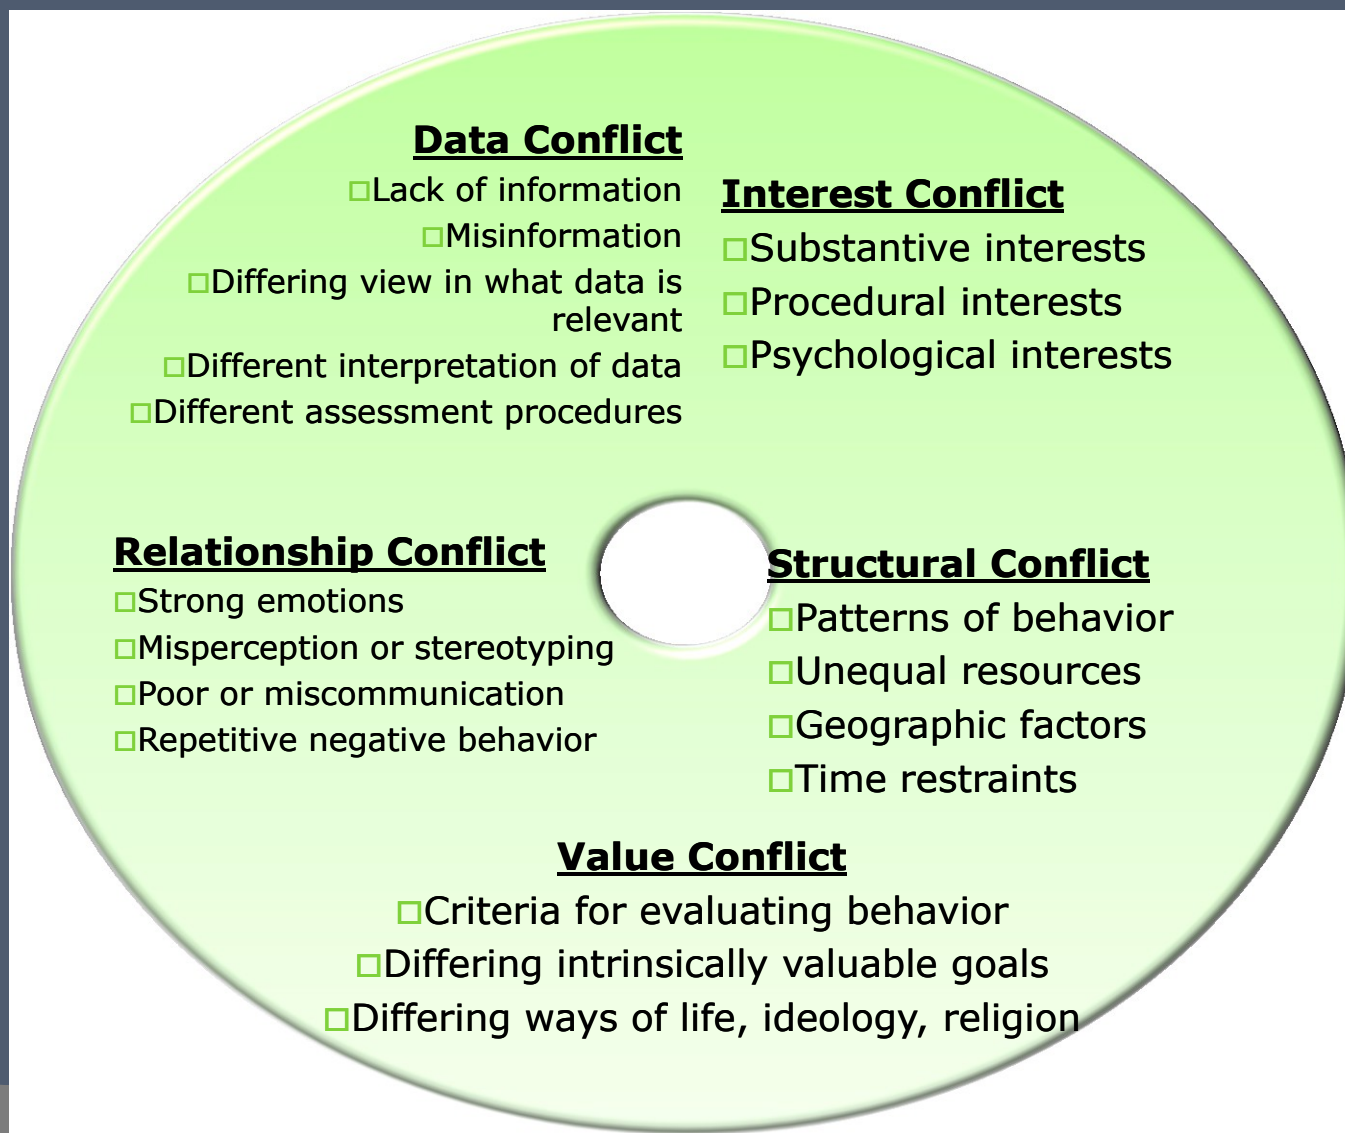 Data Conflict
Lack of information
Misinformation
Differing view in what data is
relevant
Different interpretation of data
Different assessment procedures
Interest Conflict
Substantive interests
Procedural interests
Psychological interests
Relationship Conflict
Strong emotions
Misperception or stereotyping
Poor or miscommunication
Repetitive negative behavior
Structural Conflict
Patterns of behavior
Unequal resources
Geographic factors
Time restraints
Value Conflict
Criteria for evaluating behavior
Differing intrinsically valuable goals
Differing ways of life, ideology, religion